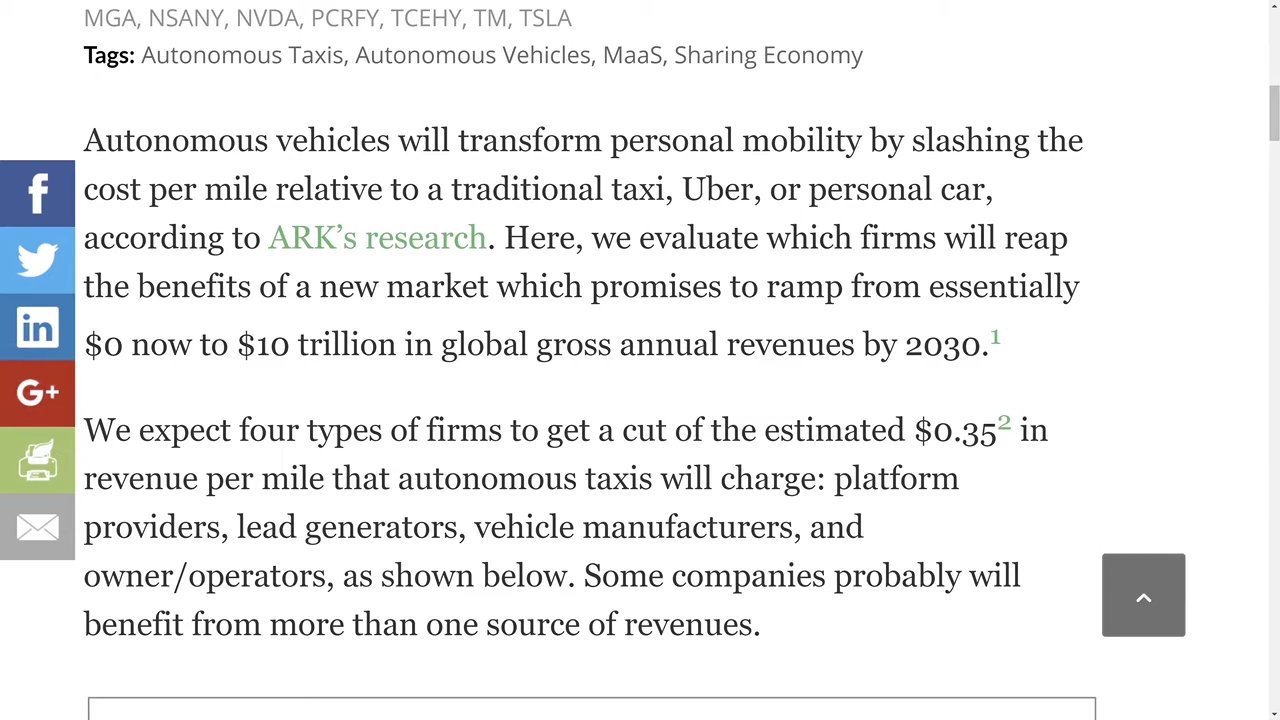 MGA, NSANY, NVDA, PCRFY, TCEHY, TM, TSLA
Tags: Autonomous Taxis, Autonomous Vehicles, MaaS, Sharing Economy
Autonomous vehicles will transform personal mobility by slashing the
cost per mile relative to a traditional taxi, Uber, or personal car,
according to ARK’s research. Here, we evaluate which firms will reap
the benefits of a new market which promises to ramp from essentially
$0 now to $10 trillion in global gross annual revenues by 2030.1
We expect four types of firms to get a cut of the estimated $0.352 in
revenue per mile that autonomous taxis will charge: platform
providers, lead generators, vehicle manufacturers, and
owner/operators, as shown below. Some companies probably will
benefit from more than one source of revenues.
f
in
G+